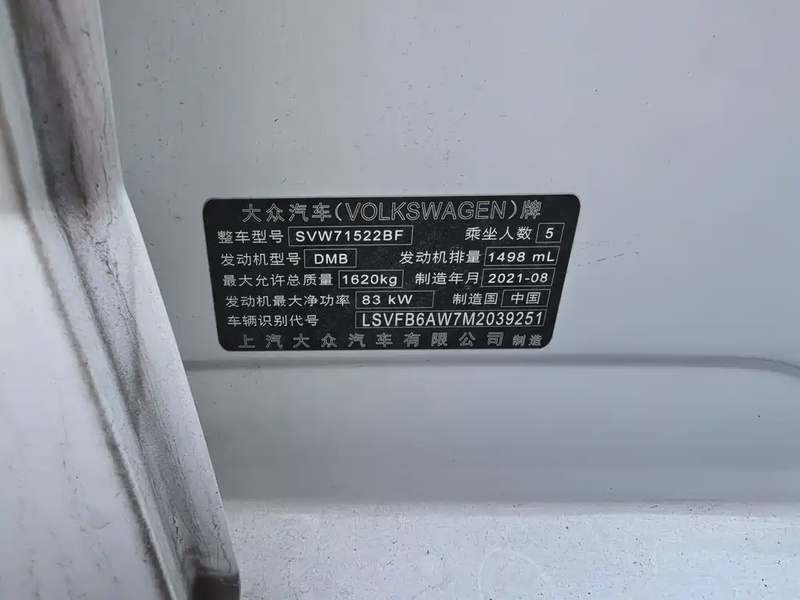 大众汽车(VOLKSWAGEN)牌
整车型号 SVW71522BF 乘坐人数 5
发动机型号 DMB 发动机排量 1498 mL
最大允许总质量 1620kg 制造年月 2021-08
发动机最大净功率 83 kW 制造国 中国
车辆识别代号 LSVFB6AW7M2039251
上汽大众汽车有限公司 制造